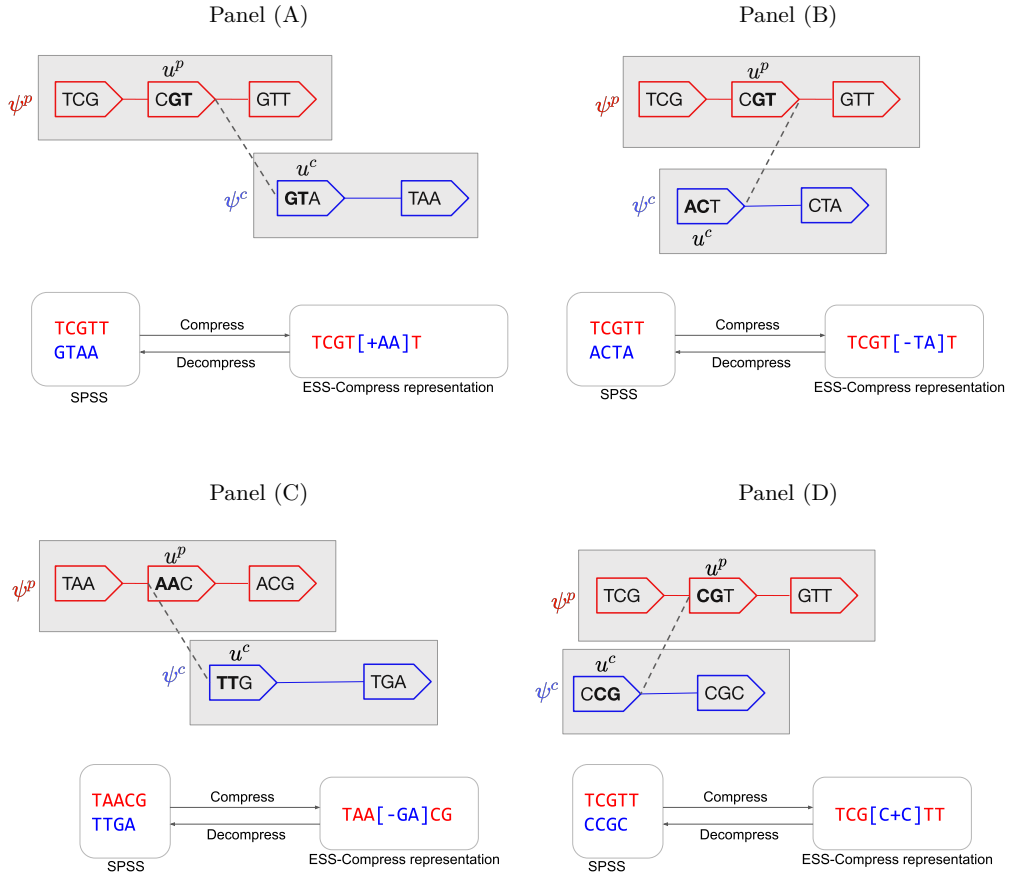 Panel (A)
u^p
ψ^p
TCG
CGT
GTT
u^c
ψ^c
GTA
TAA
TCGTT
GTAA
SPSS
Compress
Decompress
TCGT[+AA]T
ESS-Compress representation
Panel (B)
u^p
ψ^p
TCG
CGT
GTT
ψ^c
ACT
CTA
u^c
TCGTT
ACTA
SPSS
Compress
Decompress
TCGT[-TA]T
ESS-Compress representation
Panel (C)
u^p
ψ^p
TAA
AAC
ACG
u^c
ψ^c
TTG
TGA
TAACG
TTGA
SPSS
Compress
Decompress
TAA[-GA]CG
ESS-Compress representation
Panel (D)
u^p
ψ^p
TCG
CGT
GTT
u^c
ψ^c
CCG
CGC
TCGTT
CCGC
SPSS
Compress
Decompress
TCG[C+C]TT
ESS-Compress representation